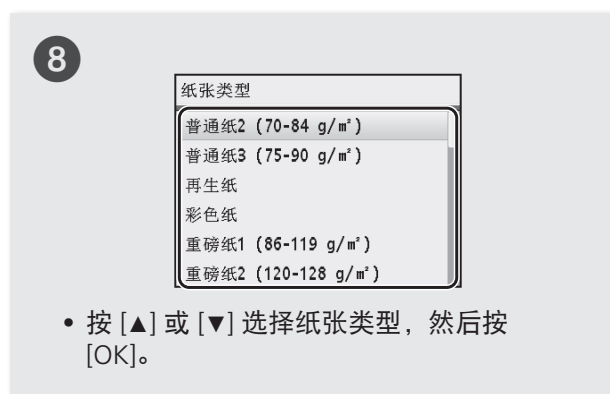 8
纸张类型
普通纸2 (70-84 g/m²)
普通纸3 (75-90 g/m²)
再生纸
彩色纸
重磅纸1 (86-119 g/m²)
重磅纸2 (120-128 g/m²)
• 按 [▲] 或 [▼] 选择纸张类型，然后按
[OK]。